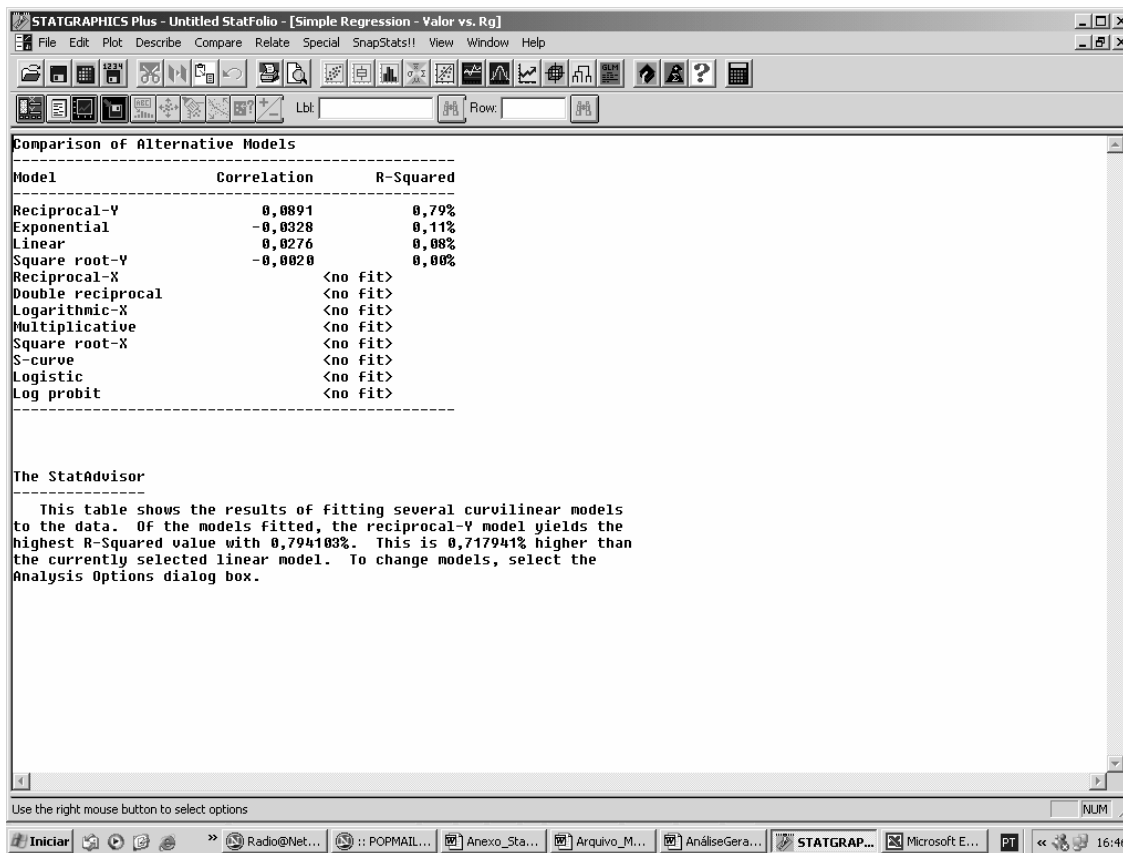 STATGRAPHICS Plus - Untitled StatFolio - [Simple Regression - Valor vs. Rg]
File Edit Plot Describe Compare Relate Special SnapStats!! View Window Help
Lbl: Row:
Comparison of Alternative Models
--------------------------------------------------
Model Correlation R-Squared
--------------------------------------------------
Reciprocal-Y 0,0891 0,79%
Exponential -0,0328 0,11%
Linear 0,0276 0,08%
Square root-Y -0,0020 0,00%
Reciprocal-X <no fit>
Double reciprocal <no fit>
Logarithmic-X <no fit>
Multiplicative <no fit>
Square root-X <no fit>
S-curve <no fit>
Logistic <no fit>
Log probit <no fit>
--------------------------------------------------
The StatAdvisor
---------------
This table shows the results of fitting several curvilinear models
to the data. Of the models fitted, the reciprocal-Y model yields the
highest R-Squared value with 0,794103%. This is 0,717941% higher than
the currently selected linear model. To change models, select the
Analysis Options dialog box.
Use the right mouse button to select options NUM
Iniciar » Radio@Net... :: POPMAIL... Anexo_Sta... Arquivo_M... AnáliseGera... STATGRAP... Microsoft E... PT « 16:46